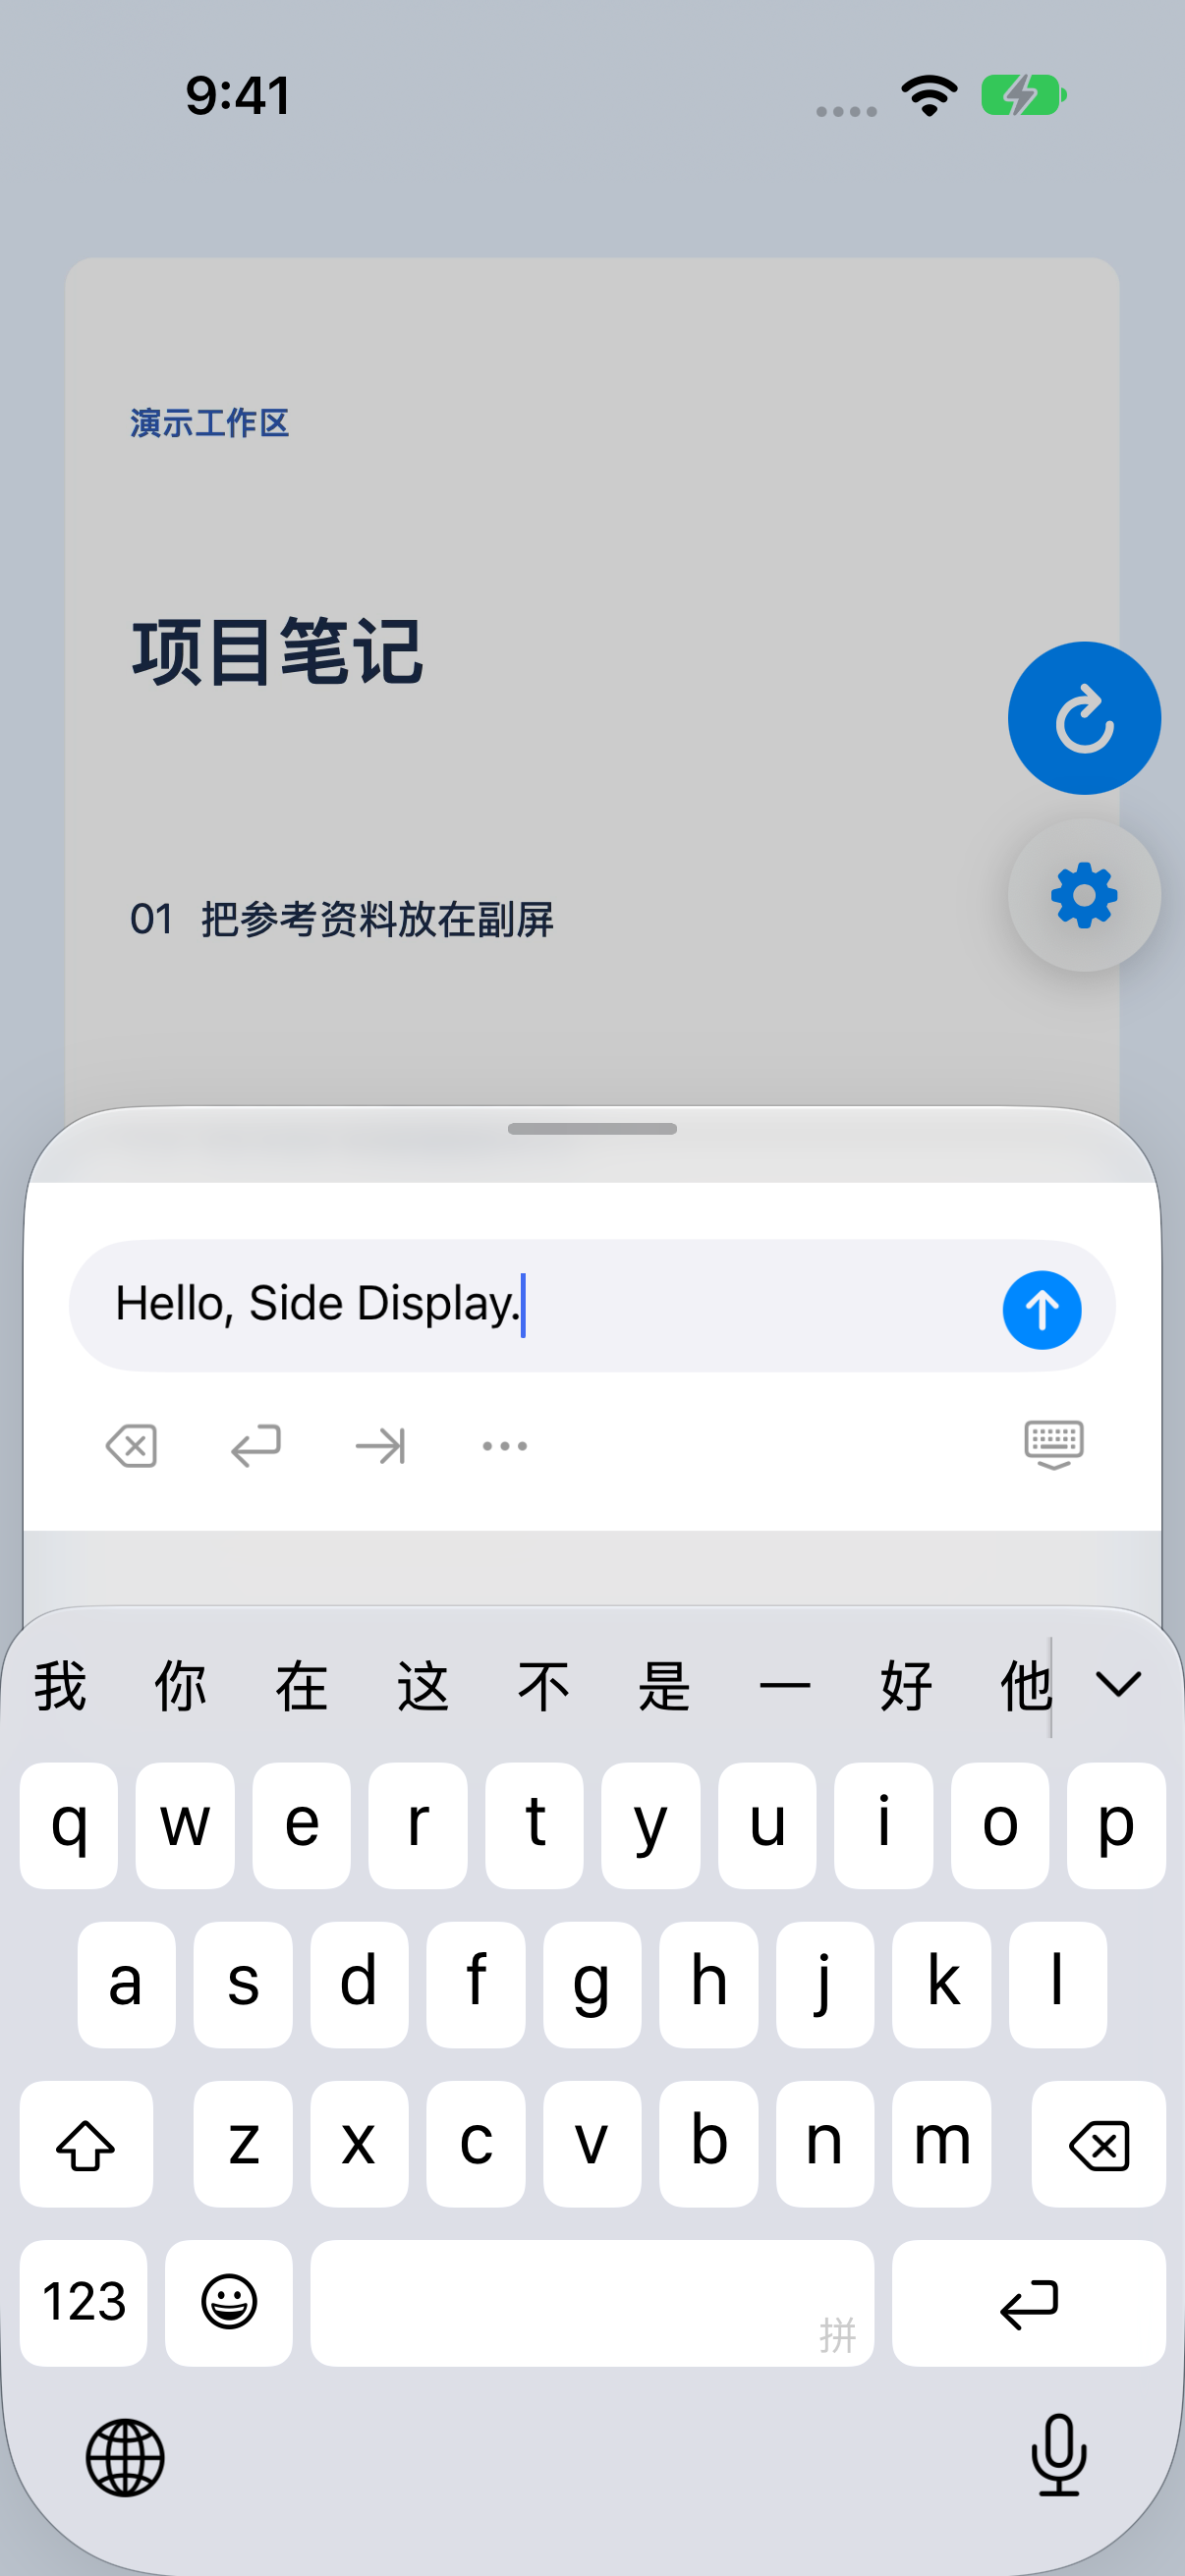 9:41
演示工作区
项目笔记
01 把参考资料放在副屏
Hello, Side Display.
我 你 在 这 不 是 一 好 他
q w e r t y u i o p
a s d f g h j k l
z x c v b n m
123
拼